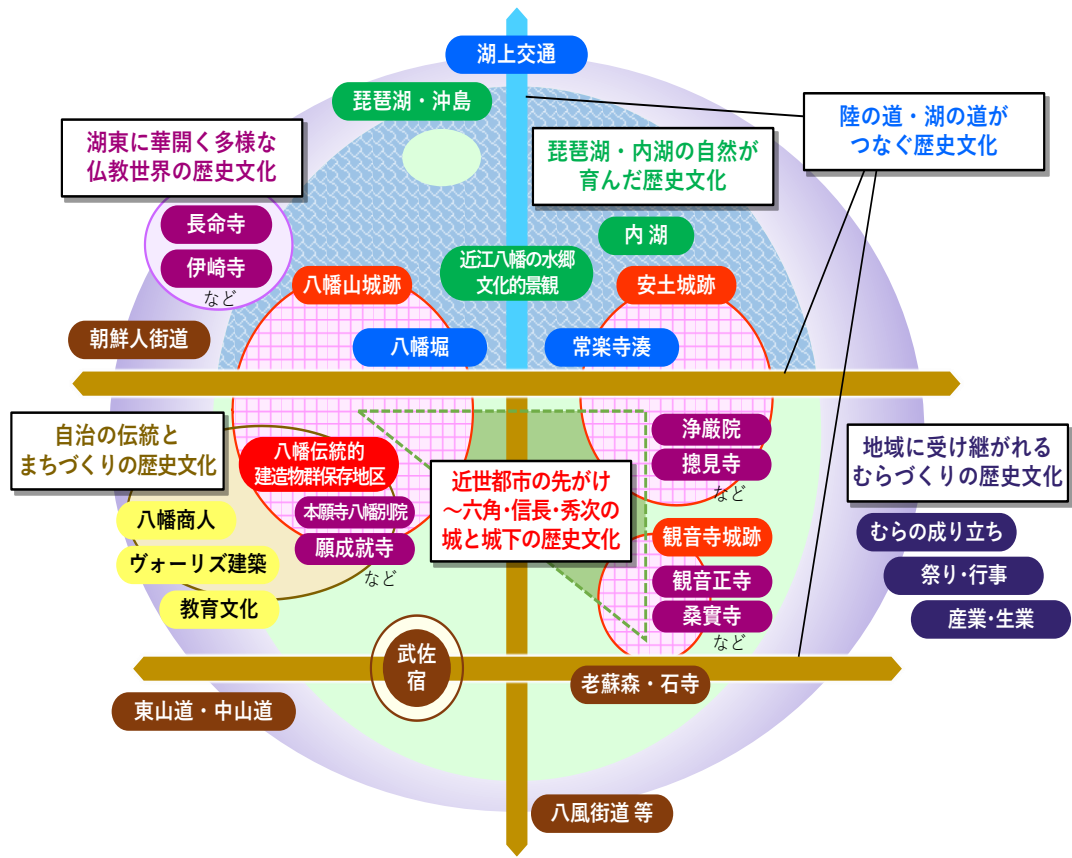 湖上交通
琵琶湖・沖島
陸の道・湖の道が
つなぐ歴史文化
湖東に華開く多様な
仏教世界の歴史文化
琵琶湖・内湖の自然が
育んだ歴史文化
長命寺
伊崎寺
など
内 湖
近江八幡の水郷
文化的景観
八幡山城跡
安土城跡
朝鮮人街道
八幡堀
常楽寺湊
自治の伝統と
まちづくりの歴史文化
八幡伝統的
建造物群保存地区
本願寺八幡別院
願成就寺
など
八幡商人
ヴォーリズ建築
教育文化
近世都市の先がけ
～六角・信長・秀次の
城と城下の歴史文化
浄厳院
摠見寺
など
観音寺城跡
観音正寺
桑實寺
など
地域に受け継がれる
むらづくりの歴史文化
むらの成り立ち
祭り・行事
産業・生業
武佐
宿
老蘇森・石寺
東山道・中山道
八風街道 等